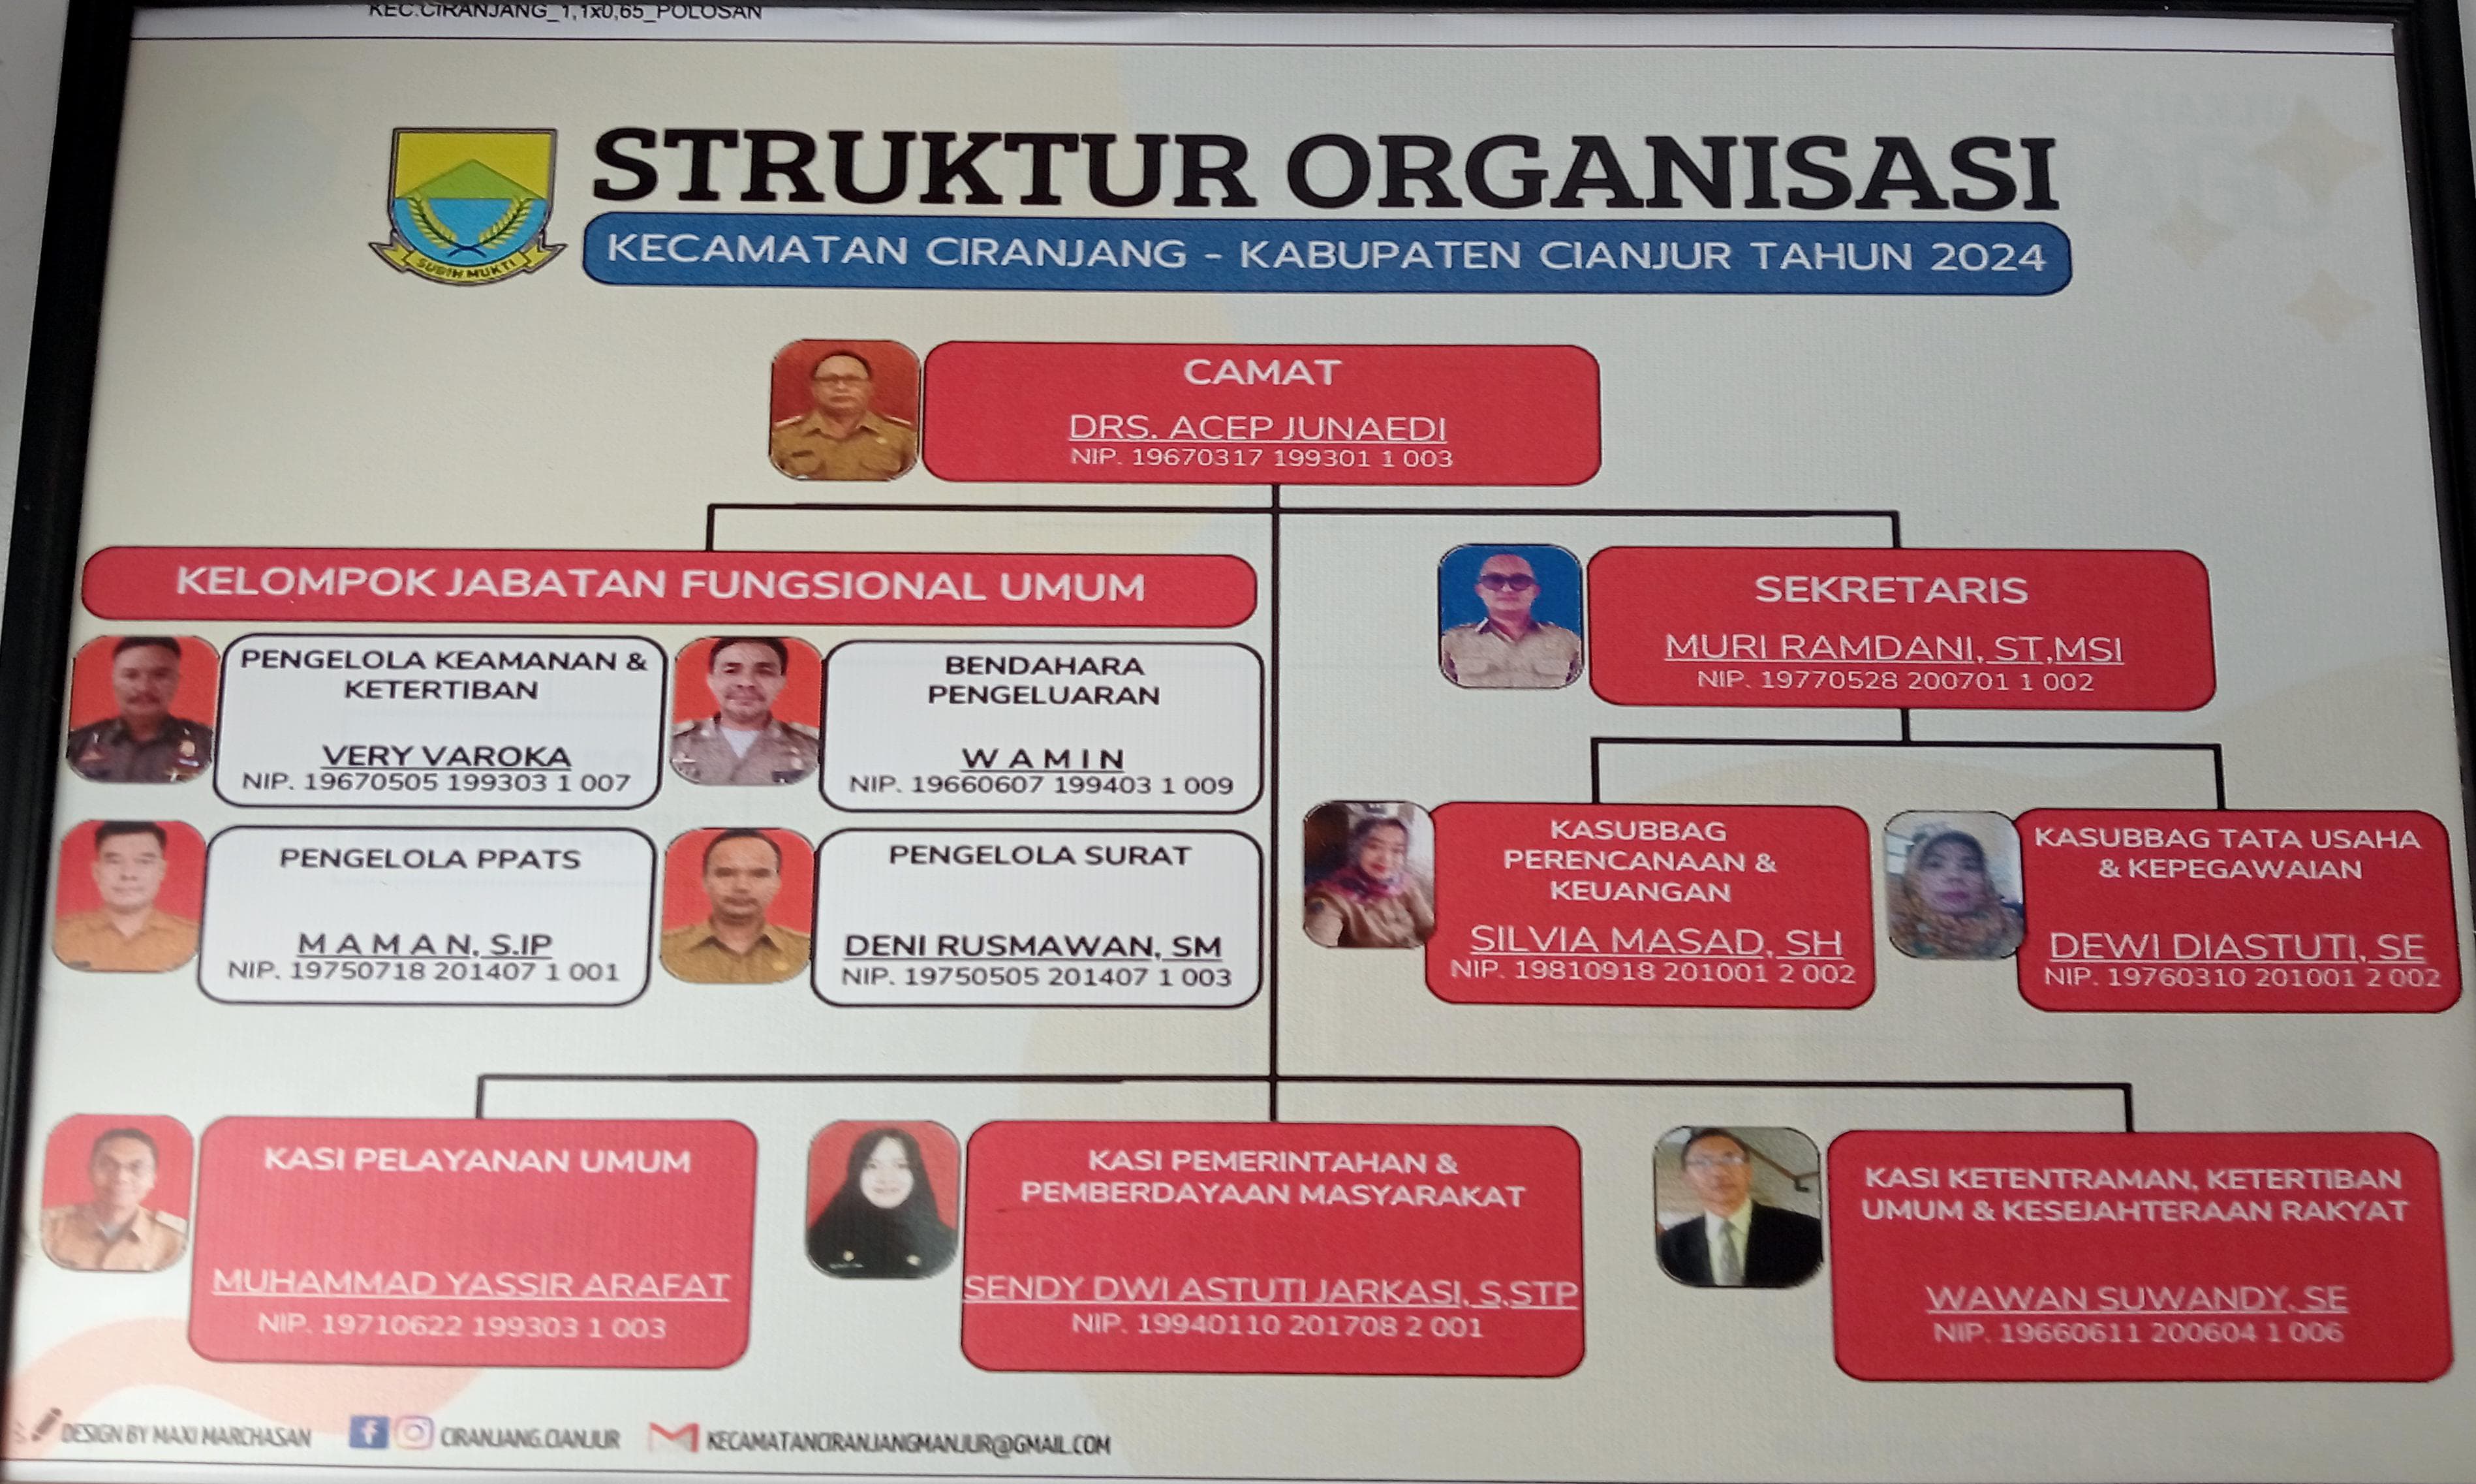 KEC.CIRANJANG_1,1x0,65_POLOSAN
STRUKTUR ORGANISASI
SUGIH MUKTI
KECAMATAN CIRANJANG - KABUPATEN CIANJUR TAHUN 2024
CAMAT
DRS. ACEP JUNAEDI
NIP. 19670317 199301 1 003
KELOMPOK JABATAN FUNGSIONAL UMUM
PENGELOLA KEAMANAN &
KETERTIBAN
VERY VAROKA
NIP. 19670505 199303 1 007
BENDAHARA
PENGELUARAN
W A M I N
NIP. 19660607 199403 1 009
PENGELOLA PPATS
M A M A N, S.IP
NIP. 19750718 201407 1 001
PENGELOLA SURAT
DENI RUSMAWAN, SM
NIP. 19750505 201407 1 003
SEKRETARIS
MURI RAMDANI, ST,MSI
NIP. 19770528 200701 1 002
KASUBBAG
PERENCANAAN &
KEUANGAN
SILVIA MASAD, SH
NIP. 19810918 201001 2 002
KASUBBAG TATA USAHA
& KEPEGAWAIAN
DEWI DIASTUTI, SE
NIP. 19760310 201001 2 002
KASI PELAYANAN UMUM
MUHAMMAD YASSIR ARAFAT
NIP. 19710622 199303 1 003
KASI PEMERINTAHAN &
PEMBERDAYAAN MASYARAKAT
SENDY DWI ASTUTI JARKASI, S.STP
NIP. 19940110 201708 2 001
KASI KETENTRAMAN, KETERTIBAN
UMUM & KESEJAHTERAAN RAKYAT
WAWAN SUWANDY, SE
NIP. 19660611 200604 1 006
DESIGN BY MAXI MARCHASAN
CIRANJANG.CIANJUR
KECAMATANCIRANJANGMANJUR@GMAIL.COM